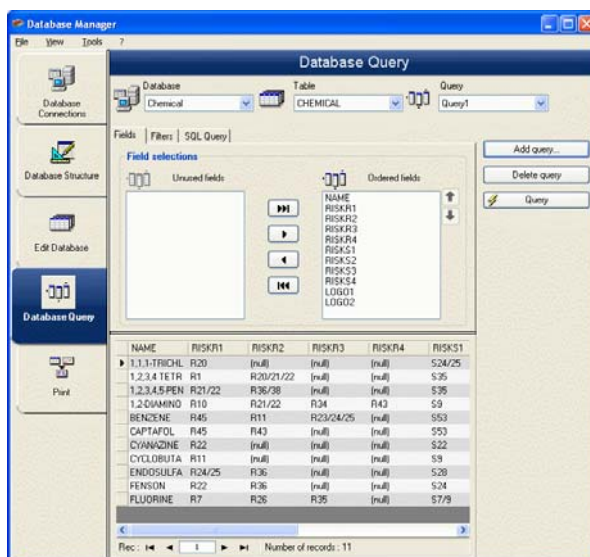 Database Manager
File View Tools ?
Database Query
Database
Connections
Database Structure
Edit Database
Database Query
Print
Database Table Query
Chemical CHEMICAL Query1
Fields Filters SQL Query
Field selections
Unused fields Ordered fields
NAME
RISKR1
RISKR2
RISKR3
RISKR4
RISKS1
RISKS2
RISKS3
RISKS4
LOGO1
LOGO2
Add query...
Delete query
Query
NAME RISKR1 RISKR2 RISKR3 RISKR4 RISKS1
1,1,1-TRICHL R20 (null) (null) (null) S24/25
1,2,3,4 TETR R1 R20/21/22 (null) (null) S35
1,2,3,4,5-PEN R21/22 R36/38 (null) (null) S35
1,2-DIAMINO R10 R21/22 R34 R43 S9
BENZENE R45 R11 R23/24/25 (null) S53
CAPTAFOL R45 R43 (null) (null) S53
CYANAZINE R22 (null) (null) (null) S22
CYCLOBUTA R11 (null) (null) (null) S9
ENDOSULFA R24/25 R36 (null) (null) S28
FENSON R22 R36 (null) (null) S24
FLUORINE R7 R26 R35 (null) S7/9
Rec : 1 Number of records : 11